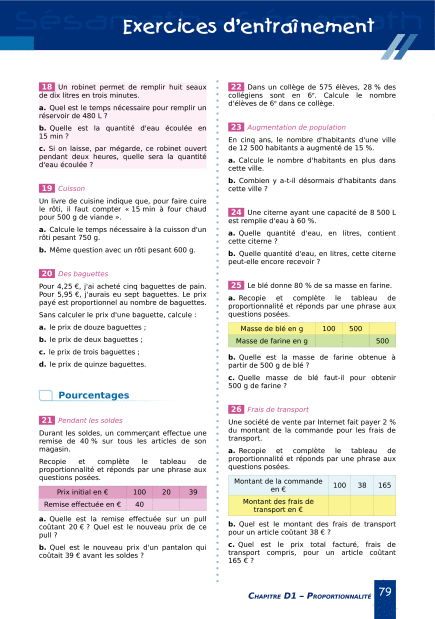 Exercices d'entraînement
18 Un robinet permet de remplir huit seaux
de dix litres en trois minutes.
a. Quel est le temps nécessaire pour remplir un
réservoir de 480 L ?
b. Quelle est la quantité d'eau écoulée en
15 min ?
c. Si on laisse, par mégarde, ce robinet ouvert
pendant deux heures, quelle sera la quantité
d'eau écoulée ?
19 Cuisson
Un livre de cuisine indique que, pour faire cuire
le rôti, il faut compter « 15 min à four chaud
pour 500 g de viande ».
a. Calcule le temps nécessaire à la cuisson d'un
rôti pesant 750 g.
b. Même question avec un rôti pesant 600 g.
20 Des baguettes
Pour 4,25 €, j'ai acheté cinq baguettes de pain.
Pour 5,95 €, j'aurais eu sept baguettes. Le prix
payé est proportionnel au nombre de baguettes.
Sans calculer le prix d'une baguette, calcule :
a. le prix de douze baguettes ;
b. le prix de deux baguettes ;
c. le prix de trois baguettes ;
d. le prix de quinze baguettes.
Pourcentages
21 Pendant les soldes
Durant les soldes, un commerçant effectue une
remise de 40 % sur tous les articles de son
magasin.
Recopie et complète le tableau de
proportionnalité et réponds par une phrase aux
questions posées.
Prix initial en € 100 20 39
Remise effectuée en € 40
a. Quelle est la remise effectuée sur un pull
coûtant 20 € ? Quel est le nouveau prix de ce
pull ?
b. Quel est le nouveau prix d'un pantalon qui
coûtait 39 € avant les soldes ?
22 Dans un collège de 575 élèves, 28 % des
collégiens sont en 6e. Calcule le nombre
d'élèves de 6e dans ce collège.
23 Augmentation de population
En cinq ans, le nombre d'habitants d'une ville
de 12 500 habitants a augmenté de 15 %.
a. Calcule le nombre d'habitants en plus dans
cette ville.
b. Combien y a-t-il désormais d'habitants dans
cette ville ?
24 Une citerne ayant une capacité de 8 500 L
est remplie d'eau à 60 %.
a. Quelle quantité d'eau, en litres, contient
cette citerne ?
b. Quelle quantité d'eau, en litres, cette citerne
peut-elle encore recevoir ?
25 Le blé donne 80 % de sa masse en farine.
a. Recopie et complète le tableau de
proportionnalité et réponds par une phrase aux
questions posées.
Masse de blé en g 100 500
Masse de farine en g 500
b. Quelle est la masse de farine obtenue à
partir de 500 g de blé ?
c. Quelle masse de blé faut-il pour obtenir
500 g de farine ?
26 Frais de transport
Une société de vente par Internet fait payer 2 %
du montant de la commande pour les frais de
transport.
a. Recopie et complète le tableau de
proportionnalité et réponds par une phrase aux
questions posées.
Montant de la commande
en € 100 38 165
Montant des frais de
transport en €
b. Quel est le montant des frais de transport
pour un article coûtant 38 € ?
c. Quel est le prix total facturé, frais de
transport compris, pour un article coûtant
165 € ?
Chapitre D1 – Proportionnalité 79